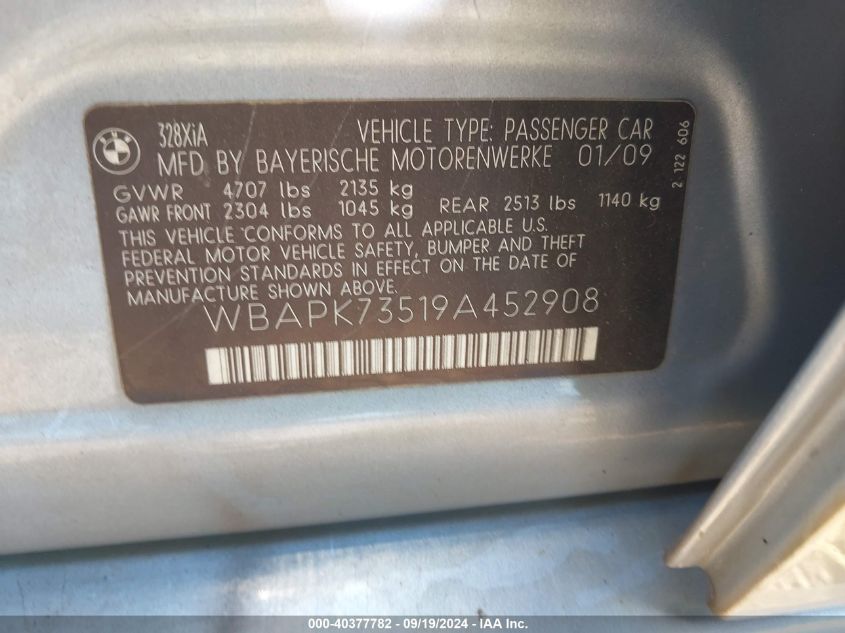 BMW
328XiA VEHICLE TYPE: PASSENGER CAR
MFD BY BAYERISCHE MOTORENWERKE 01/09
GVWR 4707 lbs 2135 kg
GAWR FRONT 2304 lbs 1045 kg REAR 2513 lbs 1140 kg
THIS VEHICLE CONFORMS TO ALL APPLICABLE U.S.
FEDERAL MOTOR VEHICLE SAFETY, BUMPER AND THEFT
PREVENTION STANDARDS IN EFFECT ON THE DATE OF
MANUFACTURE SHOWN ABOVE.
WBAPK73519A452908
2 122 606
000-40377782 - 09/19/2024 - IAA Inc.